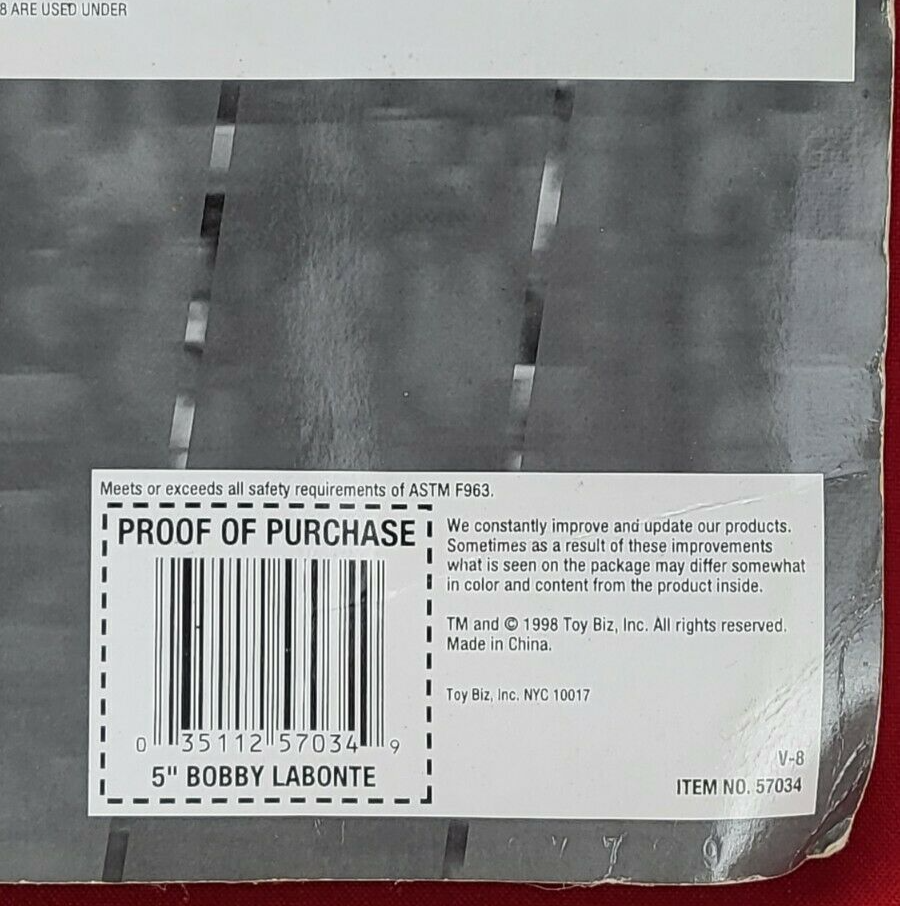 8 ARE USED UNDER
Meets or exceeds all safety requirements of ASTM F963.
PROOF OF PURCHASE
0 35112 57034 9
5" BOBBY LABONTE
We constantly improve and update our products.
Sometimes as a result of these improvements
what is seen on the package may differ somewhat
in color and content from the product inside.
TM and © 1998 Toy Biz, Inc. All rights reserved.
Made in China.
Toy Biz, Inc. NYC 10017
V-8
ITEM NO. 57034